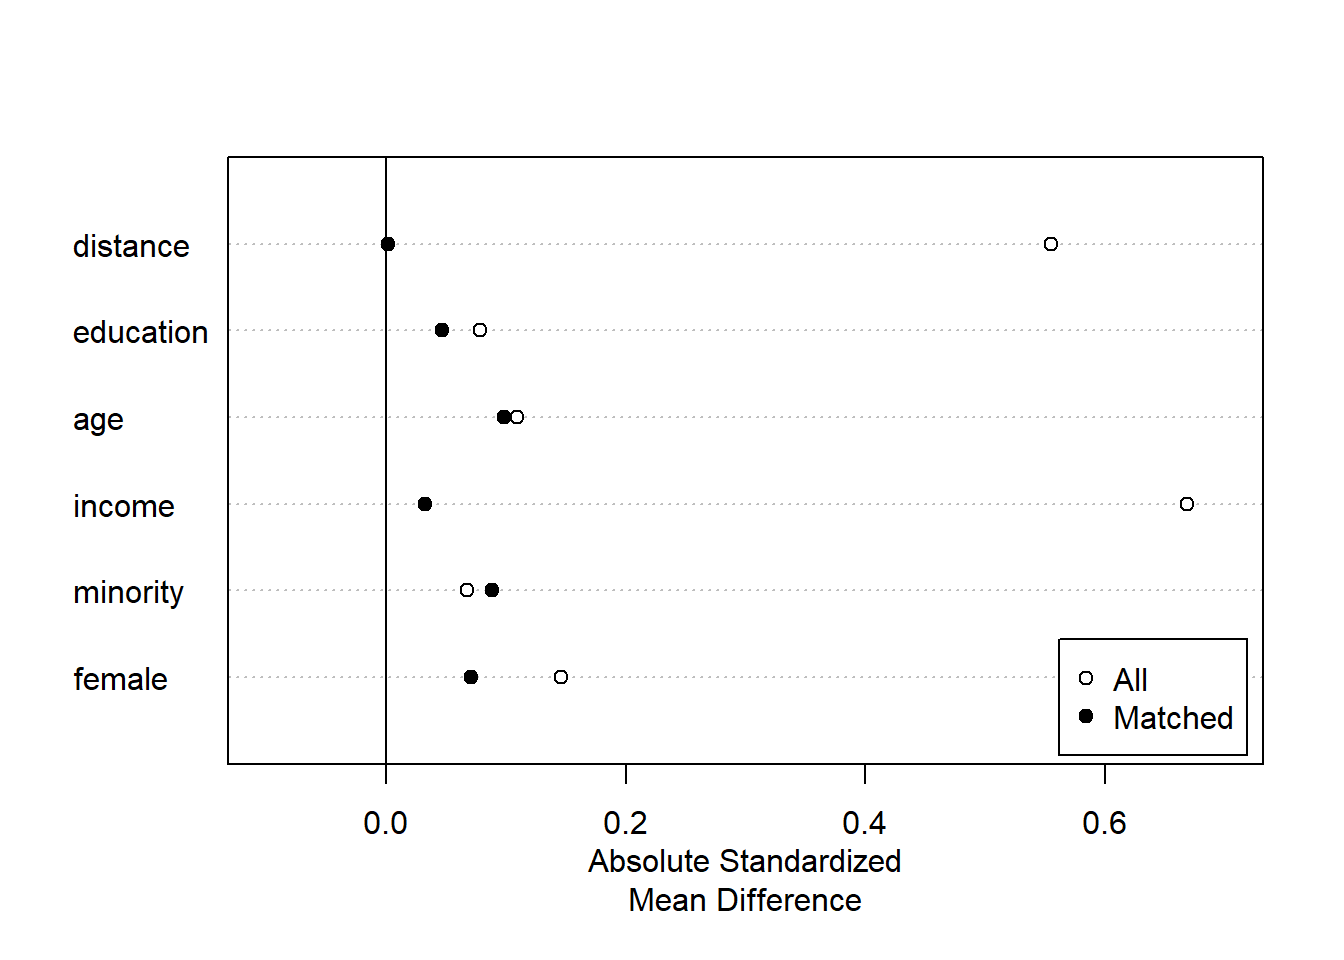 distance
education
age
income
minority
female
All
Matched
0.0 0.2 0.4 0.6
Absolute Standardized
Mean Difference